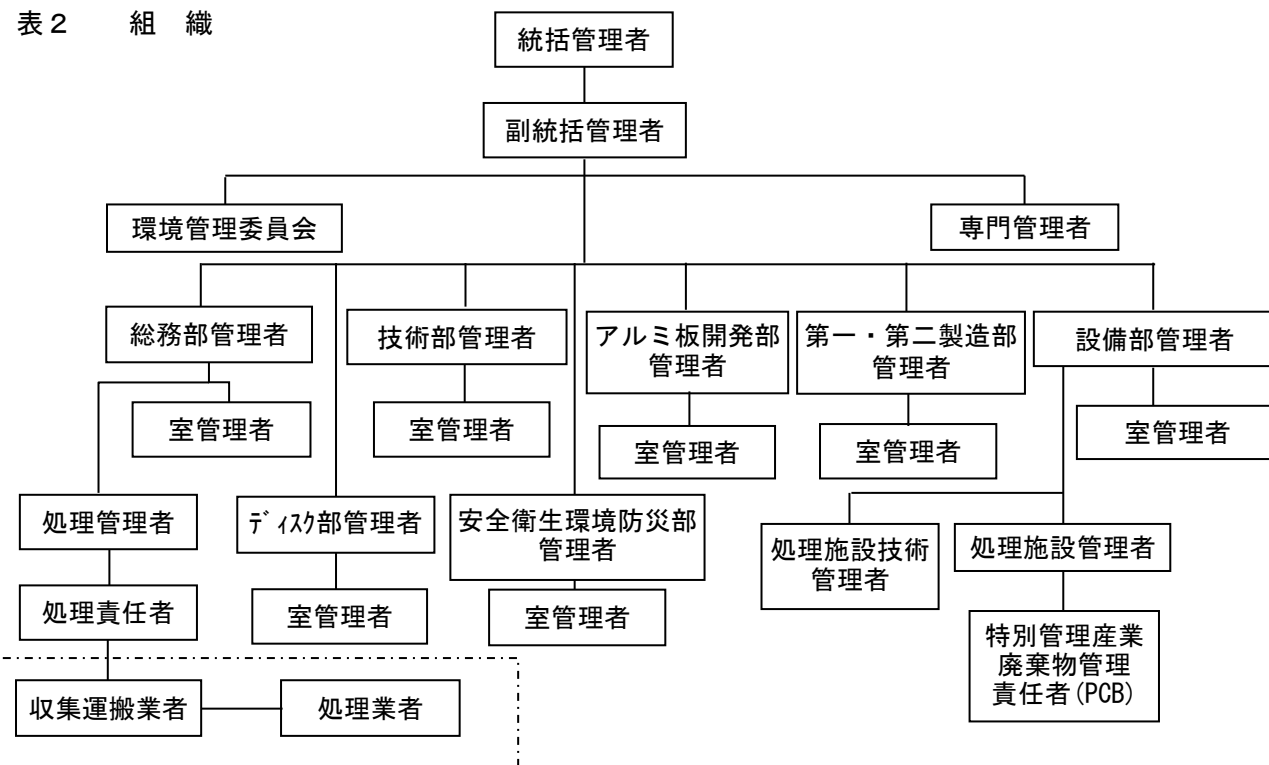 表２　　組　織
統括管理者
副統括管理者
環境管理委員会
専門管理者
総務部管理者
技術部管理者
アルミ板開発部
管理者
第一・第二製造部
管理者
設備部管理者
室管理者
室管理者
室管理者
室管理者
室管理者
処理管理者
ﾃﾞｨｽｸ部管理者
安全衛生環境防災部
管理者
処理施設技術
管理者
処理施設管理者
処理責任者
室管理者
室管理者
特別管理産業
廃棄物管理
責任者(PCB)
収集運搬業者
処理業者